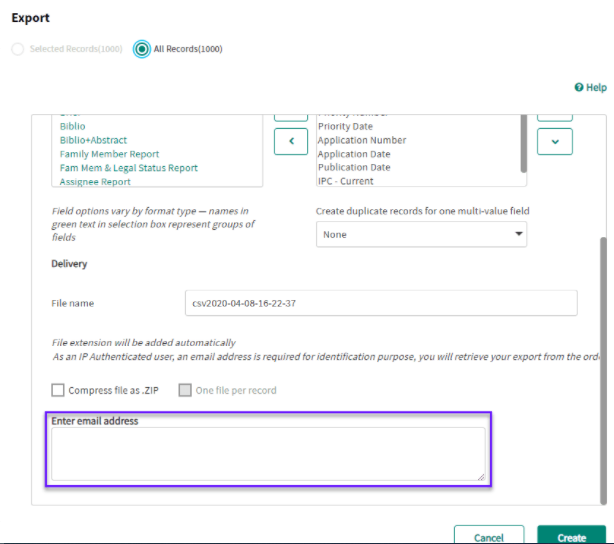 Export
Selected Records(1000) All Records(1000)
Help
Biblio
Biblio+Abstract
Family Member Report
Fam Mem & Legal Status Report
Assignee Report
Priority Number
Priority Date
Application Number
Application Date
Publication Date
IPC - Current
Field options vary by format type — names in
green text in selection box represent groups of
fields
Create duplicate records for one multi-value field
None
Delivery
File name
csv2020-04-08-16-22-37
File extension will be added automatically
As an IP Authenticated user, an email address is required for identification purpose, you will retrieve your export from the ord
Compress file as .ZIP One file per record
Enter email address
Cancel Create